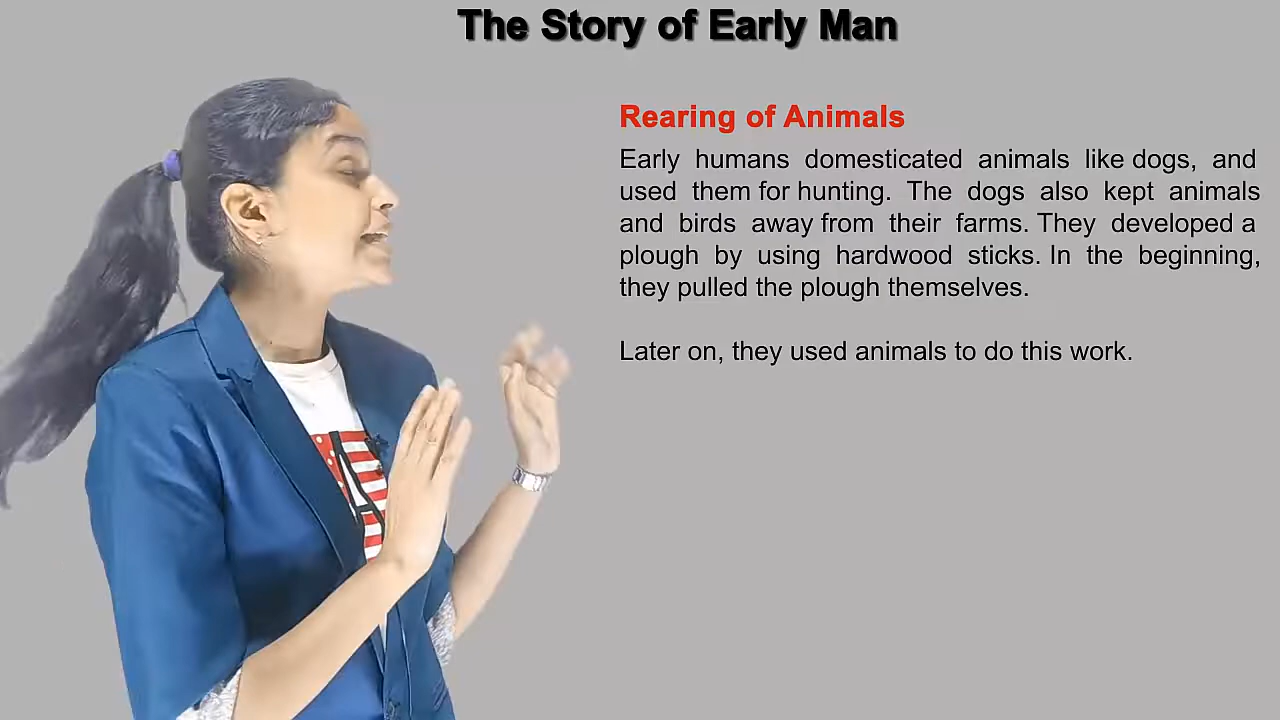 The Story of Early Man
Rearing of Animals
Early humans domesticated animals like dogs, and
used them for hunting. The dogs also kept animals
and birds away from their farms. They developed a
plough by using hardwood sticks. In the beginning,
they pulled the plough themselves.
Later on, they used animals to do this work.